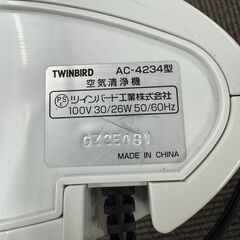 TWINBIRD AC-4234型
空気清浄機
PS ツインバード工業株式会社
100V 30/26W 50/60Hz
GZ2E061
MADE IN CHINA